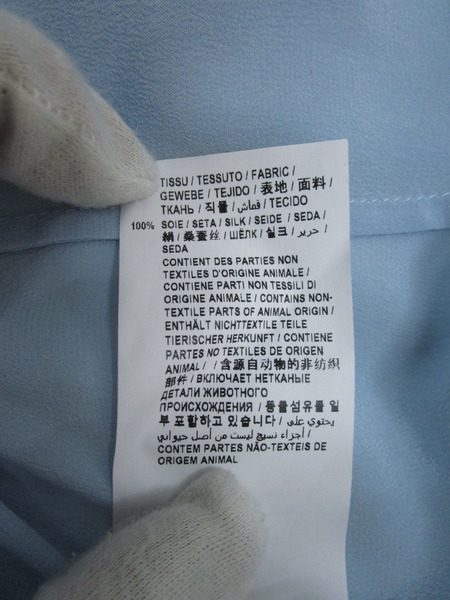 TISSU / TESSUTO / FABRIC /
GEWEBE / TEJIDO / 表地 / 面料 /
ТКАНЬ / 직물 / قماش / TECIDO
100% SOIE / SETA / SILK / SEIDE / SEDA /
絹 / 桑蚕丝 / ШЁЛК / 실크 / حرير /
SEDA
CONTIENT DES PARTIES NON
TEXTILES D'ORIGINE ANIMALE /
CONTIENE PARTI NON TESSILI DI
ORIGINE ANIMALE / CONTAINS NON-
TEXTILE PARTS OF ANIMAL ORIGIN /
ENTHÄLT NICHTTEXTILE TEILE
TIERISCHER HERKUNFT / CONTIENE
PARTES NO TEXTILES DE ORIGEN
ANIMAL / / 含源自动物的非纺织
部件 / ВКЛЮЧАЕТ НЕТКАНЫЕ
ДЕТАЛИ ЖИВОТНОГО
ПРОИСХОЖДЕНИЯ / 동물섬유를 일
부 포함하고 있습니다 / يحتوي على
أجزاء نسيج ليست من أصل حيواني /
CONTEM PARTES NÃO-TEXTEIS DE
ORIGEM ANIMAL